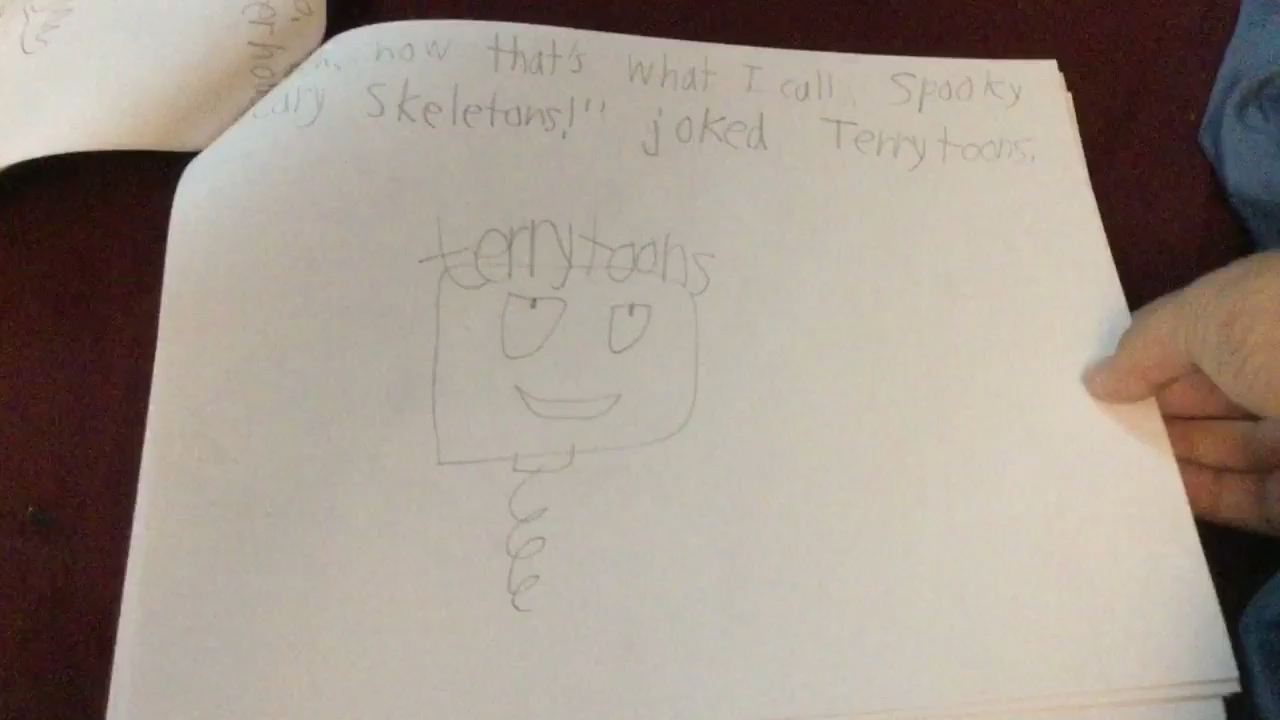 now that's what I call Spooky
Skeletons!" joked Terrytoons.
terrytoons